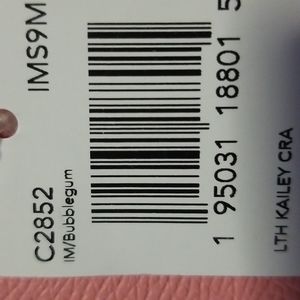 C2852 IMS9M
IM/Bubblegum
1 95031 18801 5
LTH KAILEY CRA